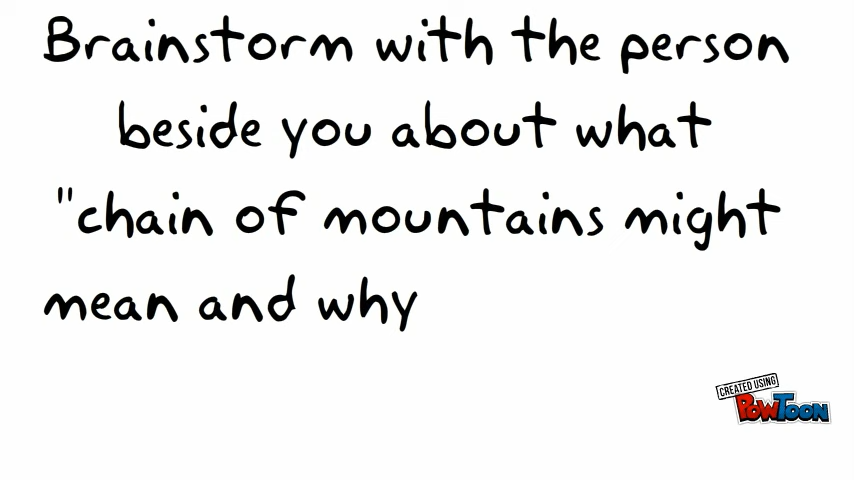 Brainstorm with the person
beside you about what
"chain of mountains might
mean and why
CREATED USING
POWTOON